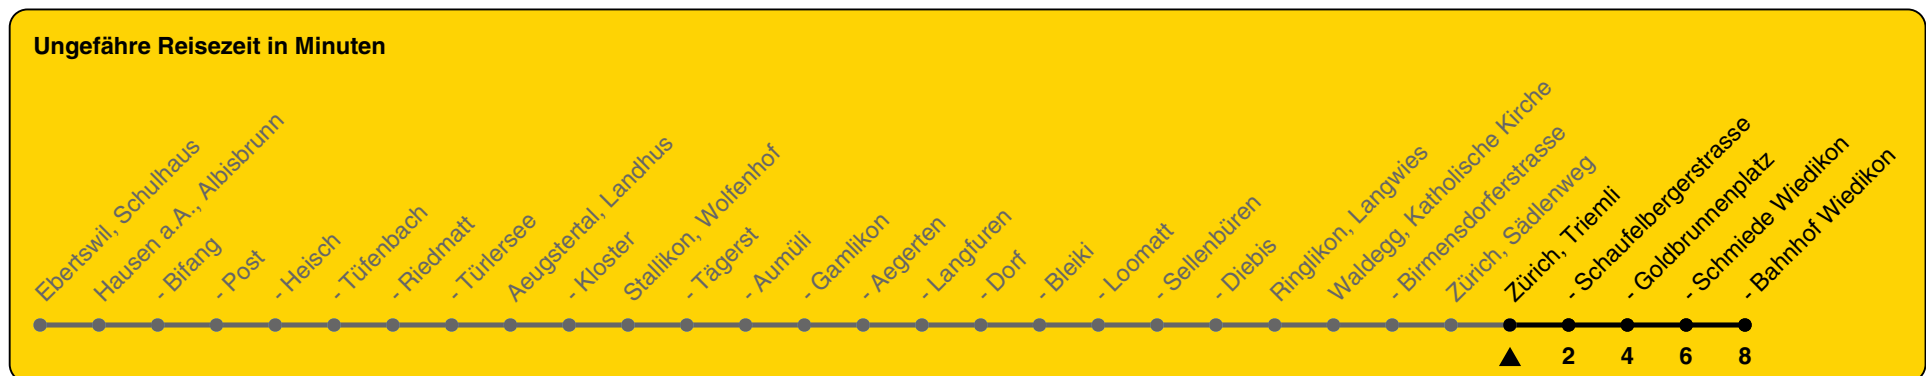 Ungefähre Reisezeit in Minuten
Ebertswil, Schulhaus
Hausen a.A., Albisbrunn
- Bifang
- Post
- Heisch
- Tüfenbach
- Riedmatt
- Türlersee
Aeugstertal, Landhus
- Kloster
Stallikon, Wolfenhof
- Tägerst
- Aumüli
- Gamlikon
- Aegerten
- Langfuren
- Dorf
- Bleiki
- Loomatt
- Sellenbüren
- Diebis
Ringlikon, Langwies
Waldegg, Katholische Kirche
- Birmensdorferstrasse
Zürich, Sädlenweg
Zürich, Triemli
- Schaufelbergerstrasse
- Goldbrunnenplatz
- Schmiede Wiedikon
- Bahnhof Wiedikon
2 4 6 8